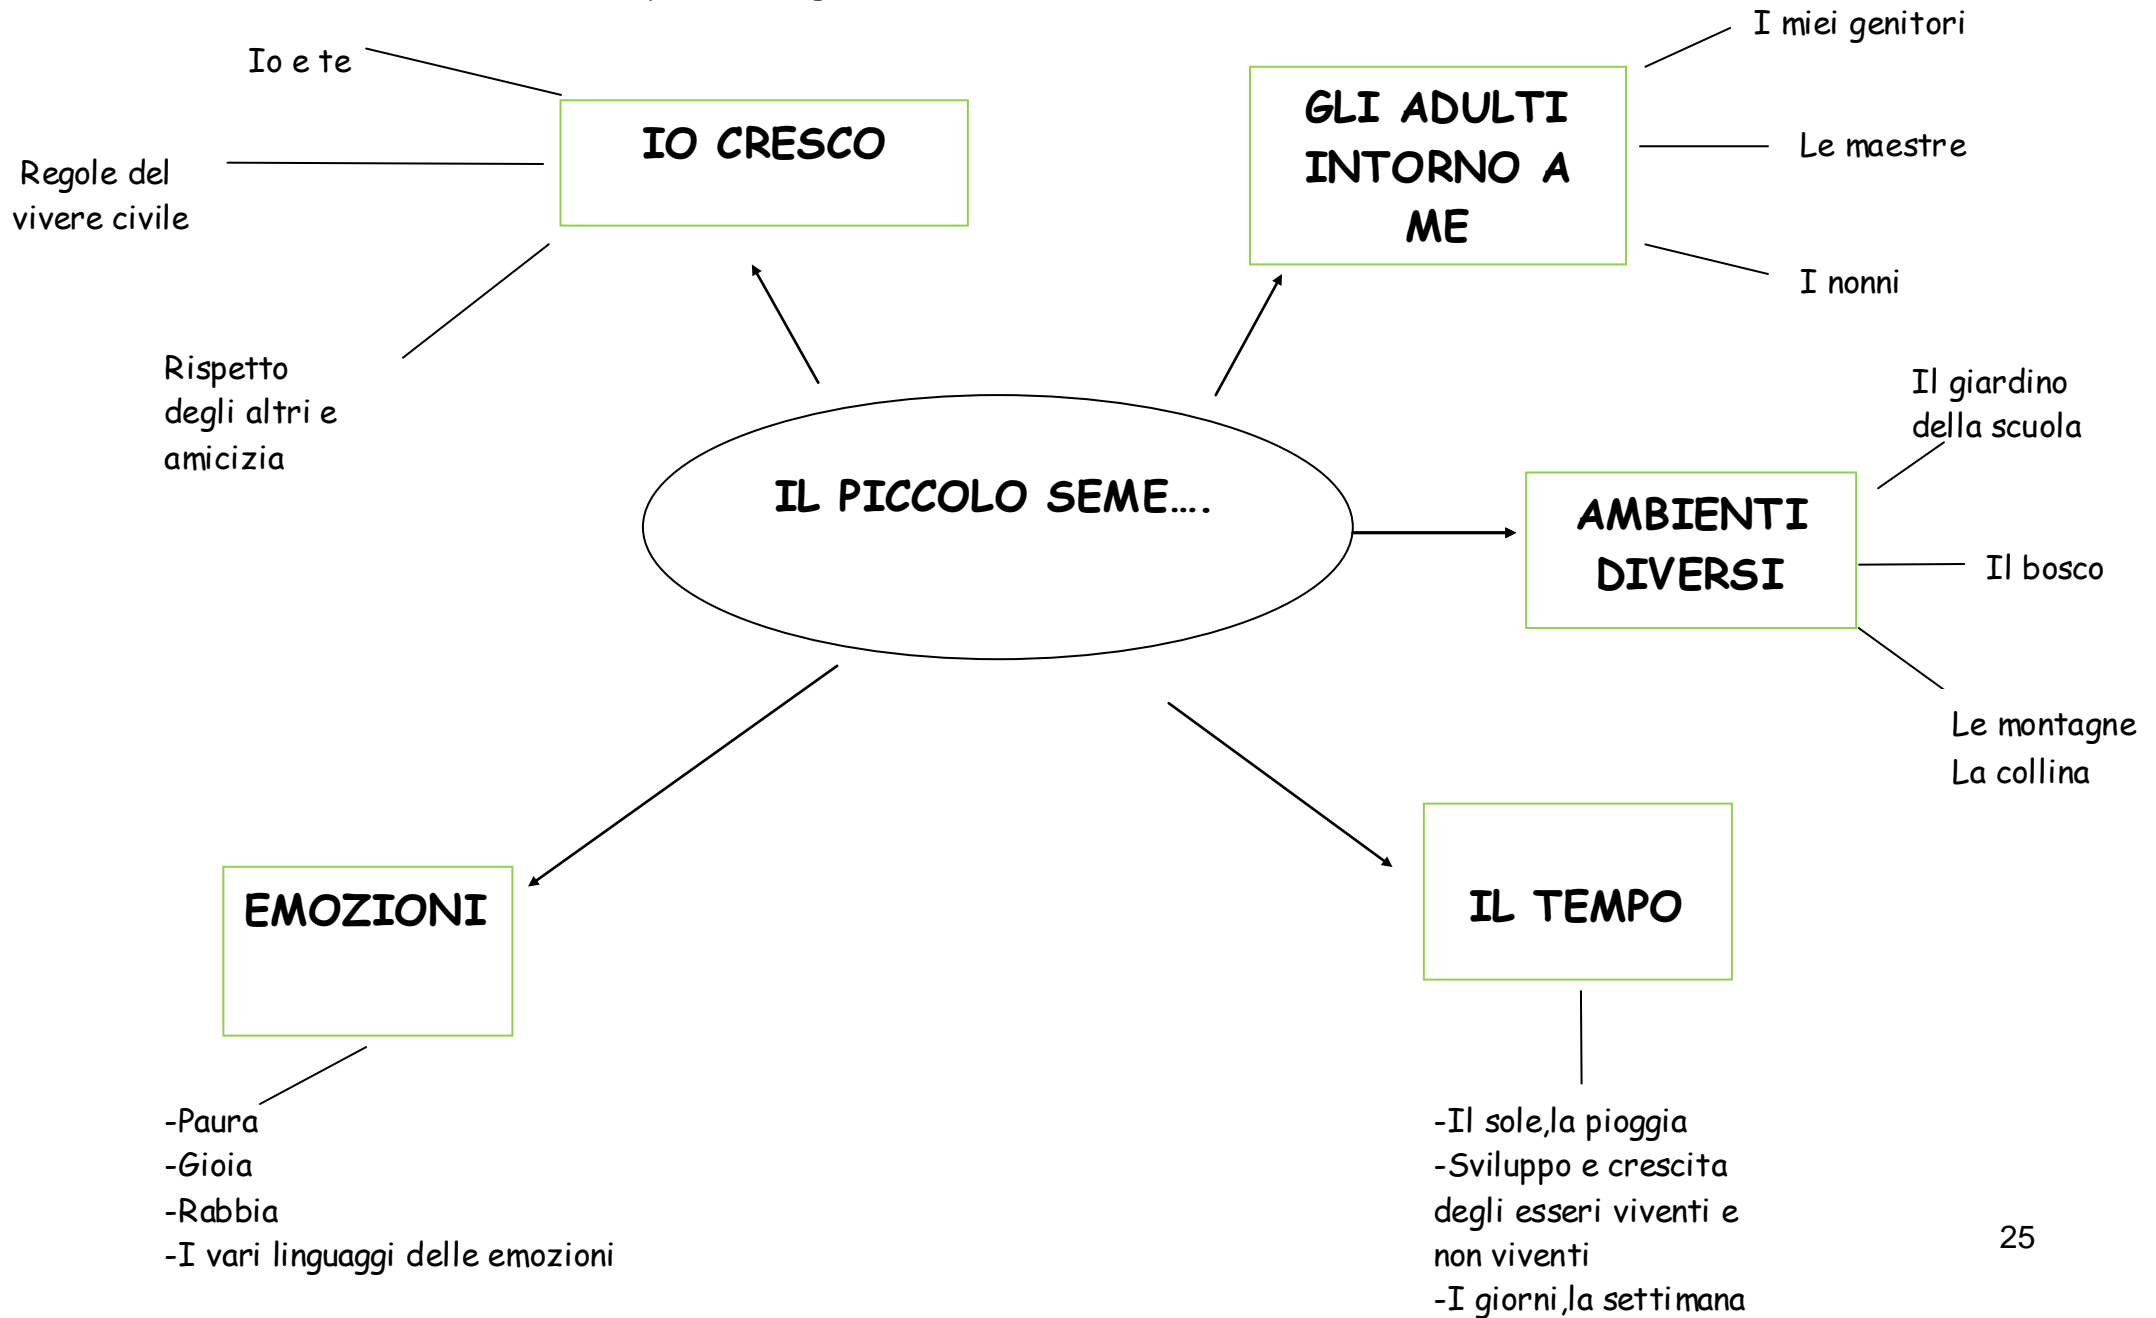 I miei genitori
Io e te
GLI ADULTI
INTORNO A
ME
IO CRESCO
Le maestre
Regole del
vivere civile
I nonni
Rispetto
degli altri e
amicizia
Il giardino
della scuola
IL PICCOLO SEME….
AMBIENTI
DIVERSI
Il bosco
Le montagne
La collina
EMOZIONI
IL TEMPO
-Paura
-Gioia
-Rabbia
-I vari linguaggi delle emozioni
-Il sole,la pioggia
-Sviluppo e crescita
degli esseri viventi e
non viventi
-I giorni,la settimana
25